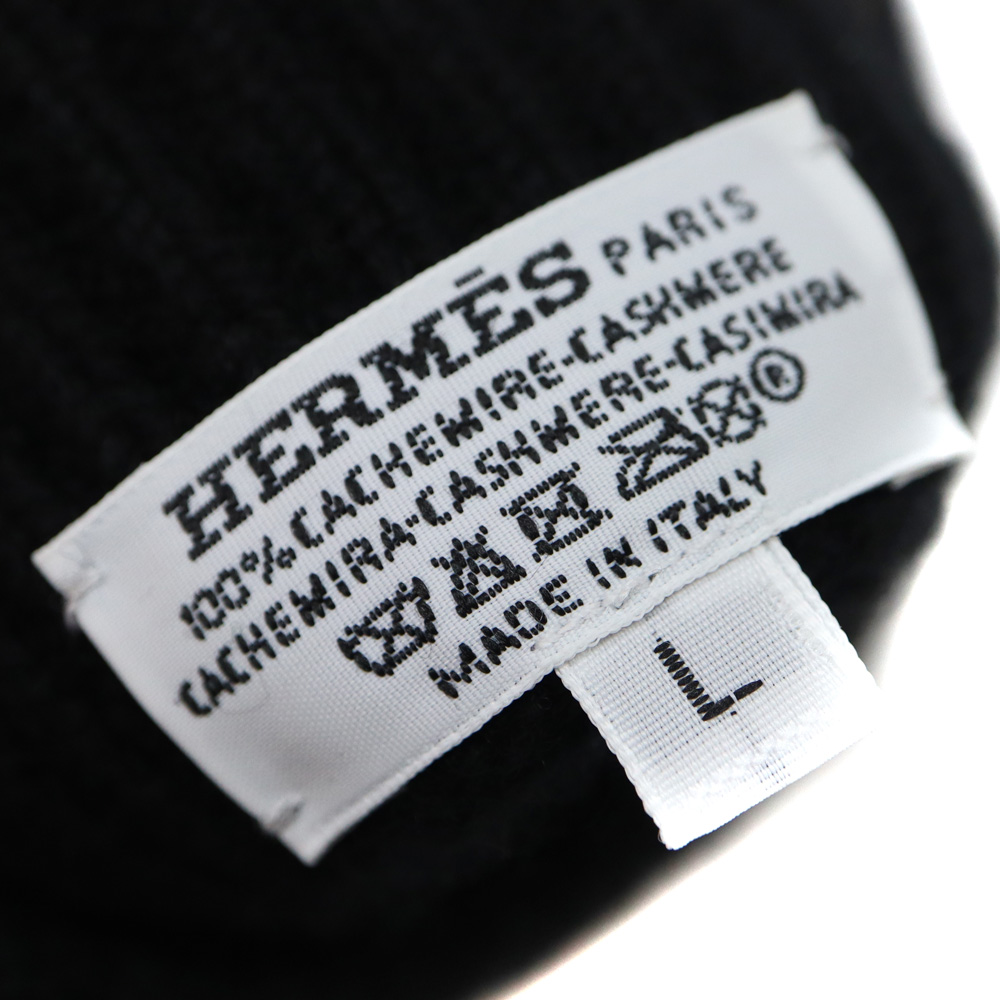 HERMÈS PARIS
100% CACHEMIRE-CASHMERE
CACHEMIRA-CASHMERE-CASIMIRA
®
MADE IN ITALY
L